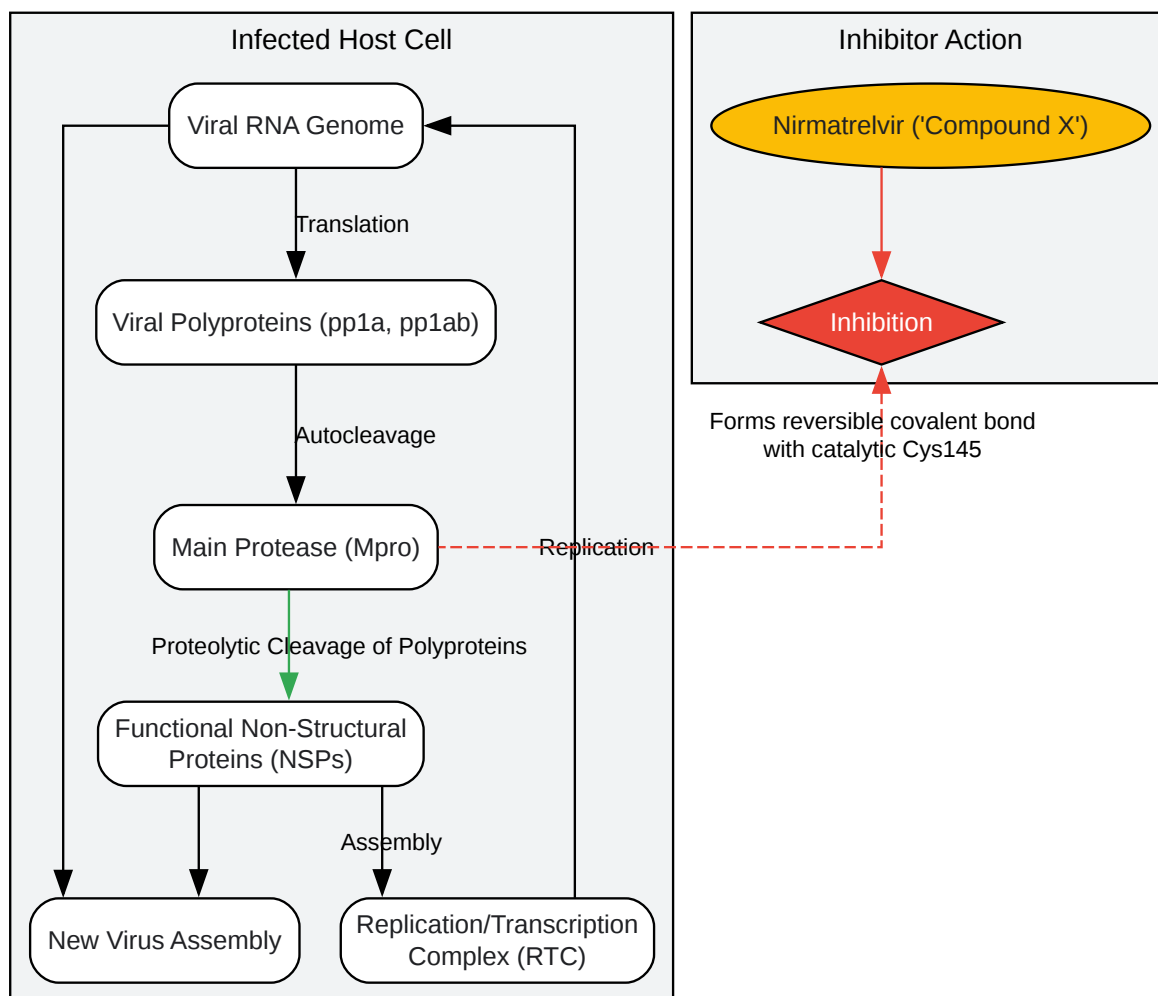 Infected Host Cell
Inhibitor Action
Viral RNA Genome
Nirmatrelvir ('Compound X')
Translation
Viral Polyproteins (pp1a, pp1ab)
Inhibition
Autocleavage
Forms reversible covalent bond
with catalytic Cys145
Main Protease (Mpro)
Replication
Proteolytic Cleavage of Polyproteins
Functional Non-Structural
Proteins (NSPs)
Assembly
New Virus Assembly
Replication/Transcription
Complex (RTC)